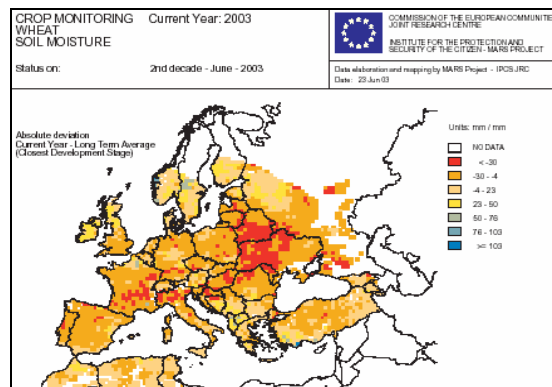 CROP MONITORING Current Year: 2003
WHEAT
SOIL MOISTURE
Status on: 2nd decade - June - 2003
COMMISSION OF THE EUROPEAN COMMUNITIE
JOINT RESEARCH CENTRE
INSTITUTE FOR THE PROTECTION AND
SECURITY OF THE CITIZEN - MARS PROJECT
Data elaboration and mapping by MARS Project - IPCS-JRC
Date: 23 Jun 03
Absolute deviation
Current Year - Long Term Average
(Closest Development Stage)
Units: mm / mm
NO DATA
< -30
-30 - -4
-4 - 23
23 - 50
50 - 76
76 - 103
>= 103